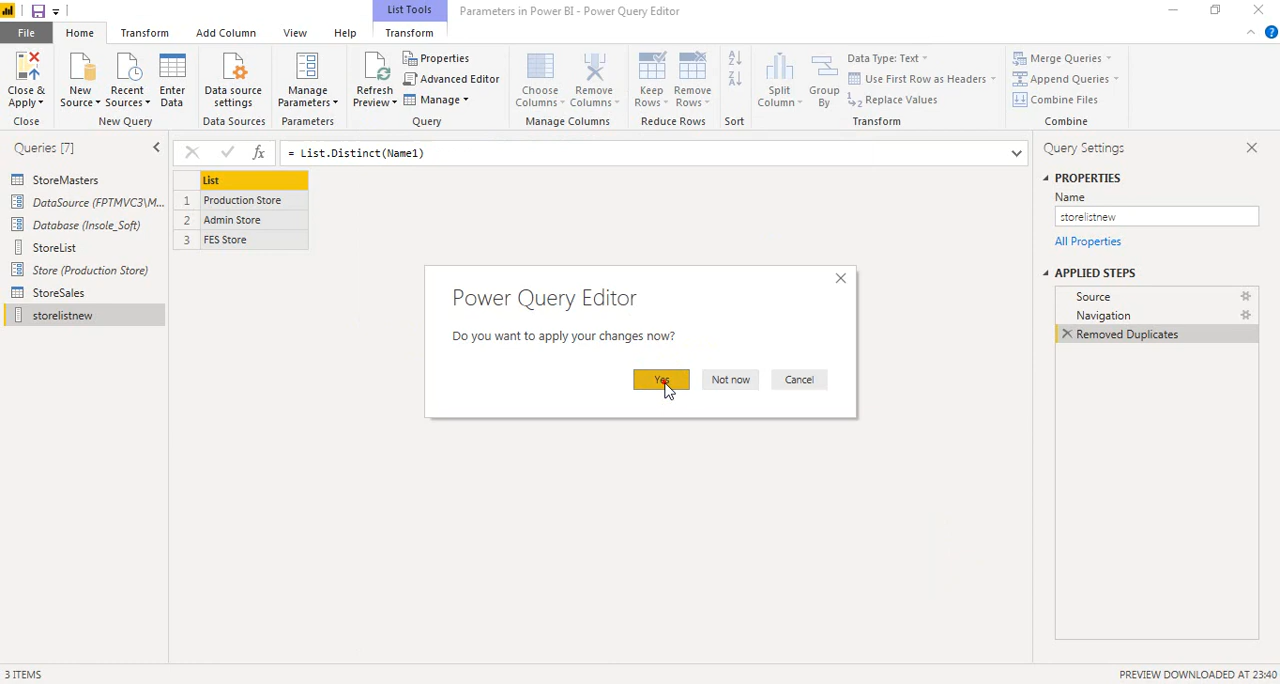 List Tools
Parameters in Power BI - Power Query Editor
File
Home
Transform
Add Column
View
Help
Transform
Close & Apply
New Source
Recent Sources
Enter Data
Data source settings
Manage Parameters
Refresh Preview
Properties
Advanced Editor
Manage
Choose Columns
Remove Columns
Keep Rows
Remove Rows
Split Column
Group By
Data Type: Text
Use First Row as Headers
Replace Values
Merge Queries
Append Queries
Combine Files
Close
New Query
Data Sources
Parameters
Query
Manage Columns
Reduce Rows
Sort
Transform
Combine
Queries [7]
StoreMasters
DataSource (FPTMVC3\M...
Database (Insole_Soft)
StoreList
Store (Production Store)
StoreSales
storelistnew
fx
= List.Distinct(Name1)
List
1 Production Store
2 Admin Store
3 FES Store
Power Query Editor
Do you want to apply your changes now?
Yes
Not now
Cancel
Query Settings
PROPERTIES
Name
storelistnew
All Properties
APPLIED STEPS
Source
Navigation
Removed Duplicates
3 ITEMS
PREVIEW DOWNLOADED AT 23:40